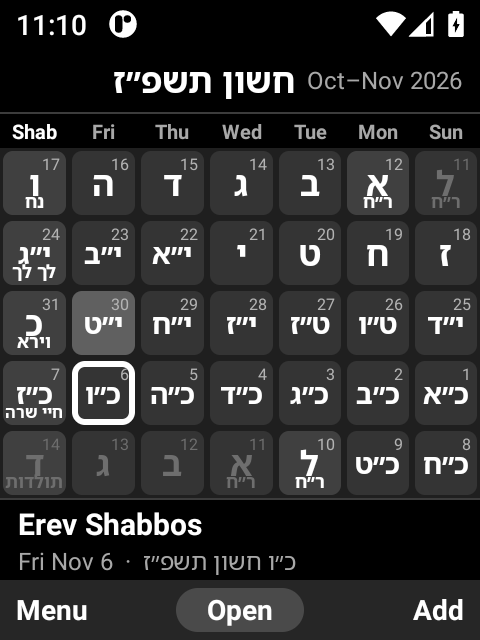 11:10
חשון תשפ״ז Oct–Nov 2026
Shab Fri Thu Wed Tue Mon Sun
17 16 15 14 13 12 11
ו ה ד ג ב א ל
נח ר״ח ר״ח
24 23 22 21 20 19 18
י״ג י״ב י״א י ט ח ז
לך לך
31 30 29 28 27 26 25
כ י״ט י״ח י״ז ט״ז ט״ו י״ד
וירא
7 6 5 4 3 2 1
כ״ז כ״ו כ״ה כ״ד כ״ג כ״ב כ״א
חיי שרה
14 13 12 11 10 9 8
ד ג ב א ל כ״ט כ״ח
תולדות ר״ח ר״ח
Erev Shabbos
Fri Nov 6 · כ״ו חשון תשפ״ז
Menu Open Add